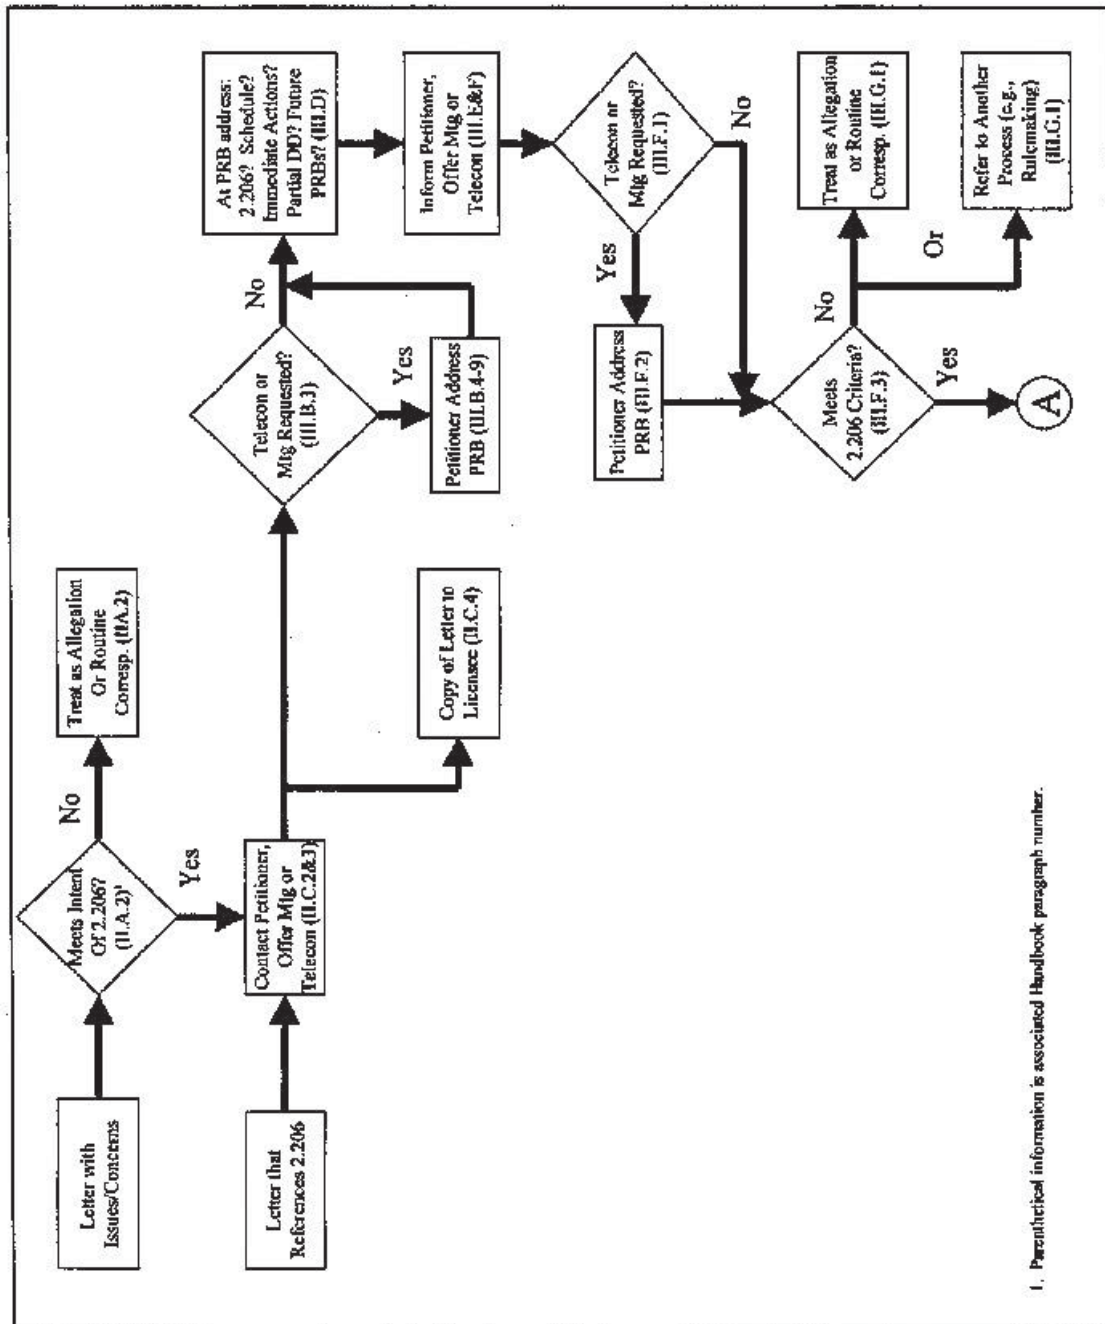 Letter with
Issues/Concerns
Meets Intent
Of 2.206?
(II.A.2)¹
No
Treat as Allegation
Or Routine
Corresp. (IIA.2)
Yes
Letter that
References 2.206
Contact Petitioner,
Offer Mtg or
Telecon (II.C.2&3)
Copy of Letter to
Licensee (II.C.4)
Telecon or
Mtg Requested?
(III.B.3)
No
Yes
Petitioner Address
PRB (III.B.4-9)
At PRB address:
2.206? Schedule?
Immediate Actions?
Partial DD? Future
PRBs? (III.D)
Inform Petitioner,
Offer Mtg or
Telecon (III.E&F)
Telecon or
Mtg Requested?
(III.F.1)
Yes
No
Petitioner Address
PRB (III.F.2)
Meets
2.206 Criteria?
(III.F.3)
No
Treat as Allegation
or Routine
Corresp. (III.G.1)
Or
Refer to Another
Process (e.g.,
Rulemaking)
(III.G.1)
Yes
A
1. Parenthetical information is associated Handbook paragraph number.